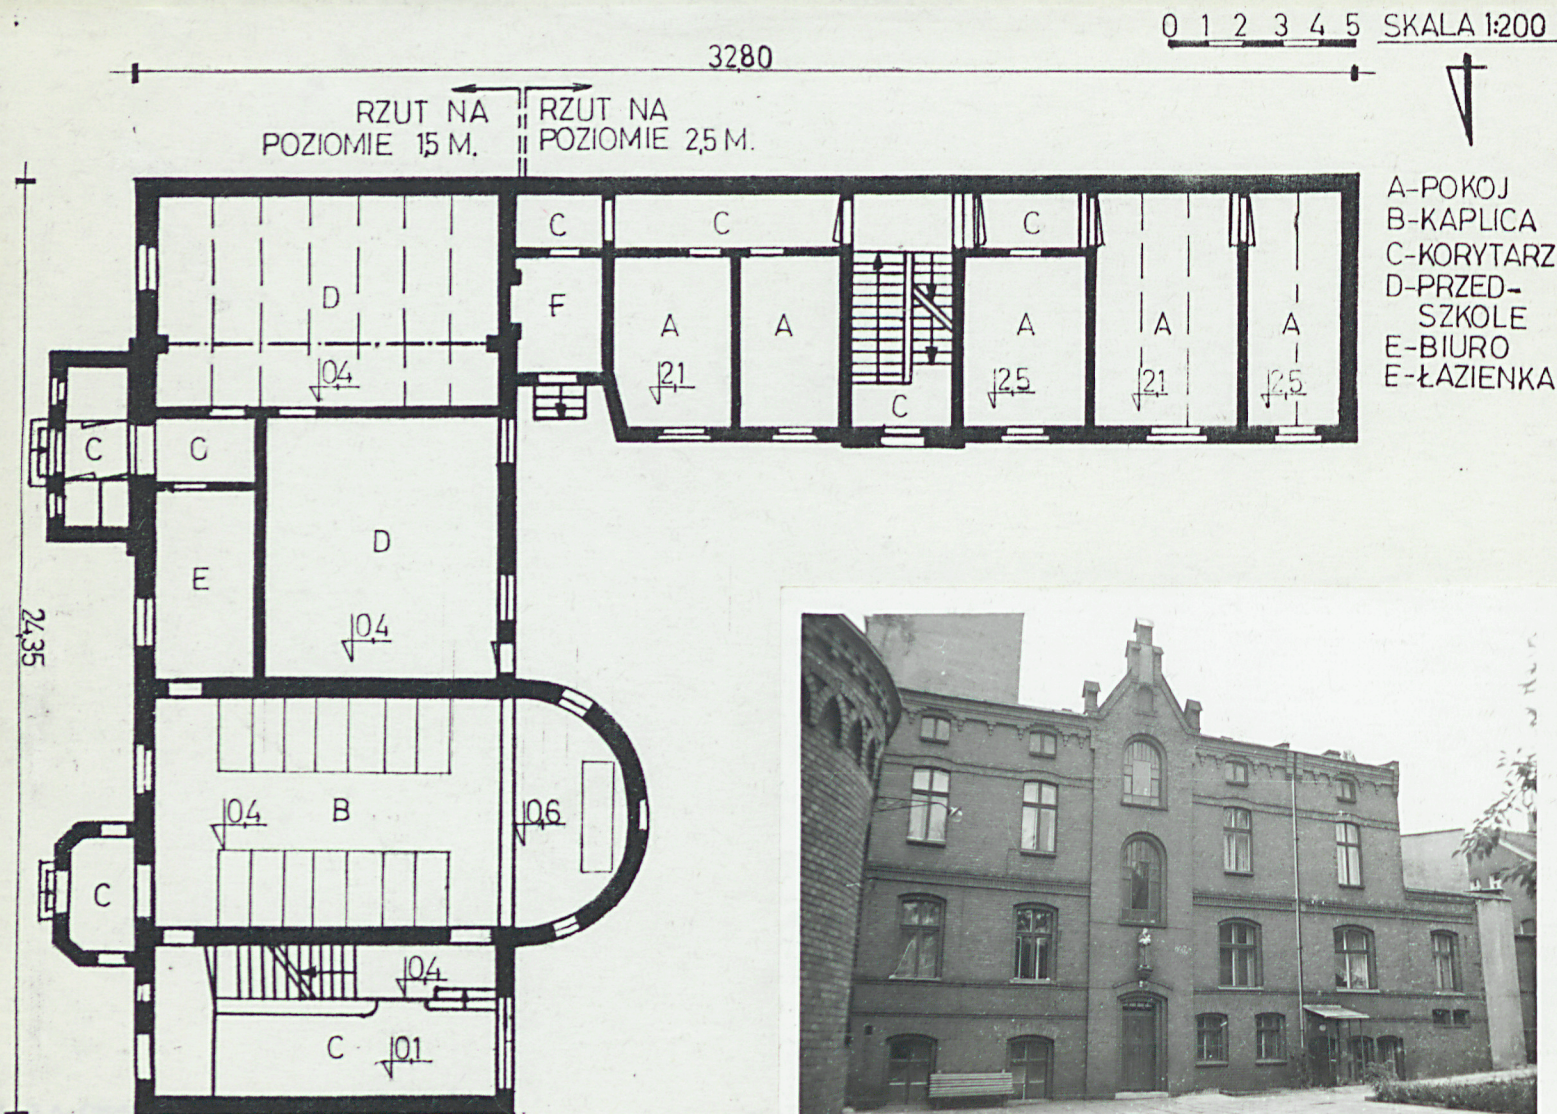 0 1 2 3 4 5 SKALA 1:200
3280
RZUT NA
POZIOMIE 1,5 M.
RZUT NA
POZIOMIE 2,5 M.
A-POKÓJ
B-KAPLICA
C-KORYTARZ
D-PRZED-
SZKOLE
E-BIURO
E-ŁAZIENKA
C C C
D F A A A A A
0,4 2,1 2,5 2,1 2,5
C
C C
D
E
0,4
24,35
0,4 B 0,6
C
0,4
C 0,1